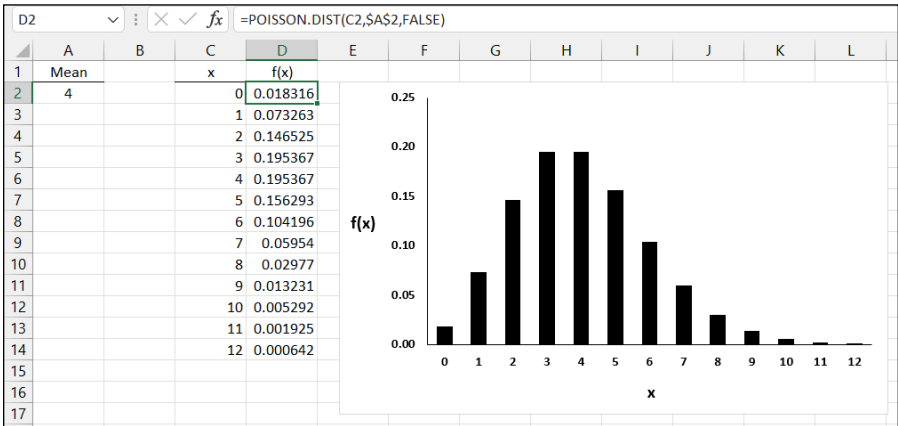 D2 fx =POISSON.DIST(C2,$A$2,FALSE)
A B C D E F G H I J K L
1 Mean x f(x)
2 4 0 0.018316
3 1 0.073263
4 2 0.146525
5 3 0.195367
6 4 0.195367
7 5 0.156293
8 6 0.104196
9 7 0.05954
10 8 0.02977
11 9 0.013231
12 10 0.005292
13 11 0.001925
14 12 0.000642
15
16
17
0.25
0.20
0.15
f(x)
0.10
0.05
0.00
0 1 2 3 4 5 6 7 8 9 10 11 12
x